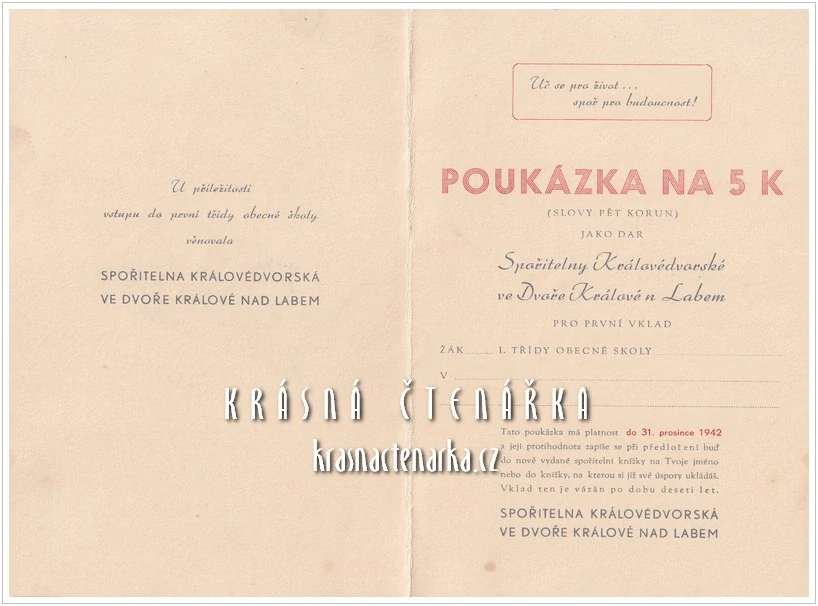 U příležitosti
vstupu do první třídy obecné školy
věnovala
SPOŘITELNA KRÁLOVÉDVORSKÁ
VE DVOŘE KRÁLOVÉ NAD LABEM
Uč se pro život...
spoř pro budoucnost!
POUKÁZKA NA 5 K
(SLOVY PĚT KORUN)
JAKO DAR
Spořitelny Královédvorské
ve Dvoře Králové n Labem
PRO PRVNÍ VKLAD
ŽÁK ........ I. TŘÍDY OBECNÉ ŠKOLY
V
KRÁSNÁ ČTENÁŘKA
krasnactenarka.cz
Tato poukázka má platnost do 31. prosince 1942
a její protihodnota zapíše se při předložení buď
do nově vydané spořitelní knížky na Tvoje jméno
nebo do knížky, na kterou si již své úspory ukládáš.
Vklad ten je vázán po dobu deseti let.
SPOŘITELNA KRÁLOVÉDVORSKÁ
VE DVOŘE KRÁLOVÉ NAD LABEM